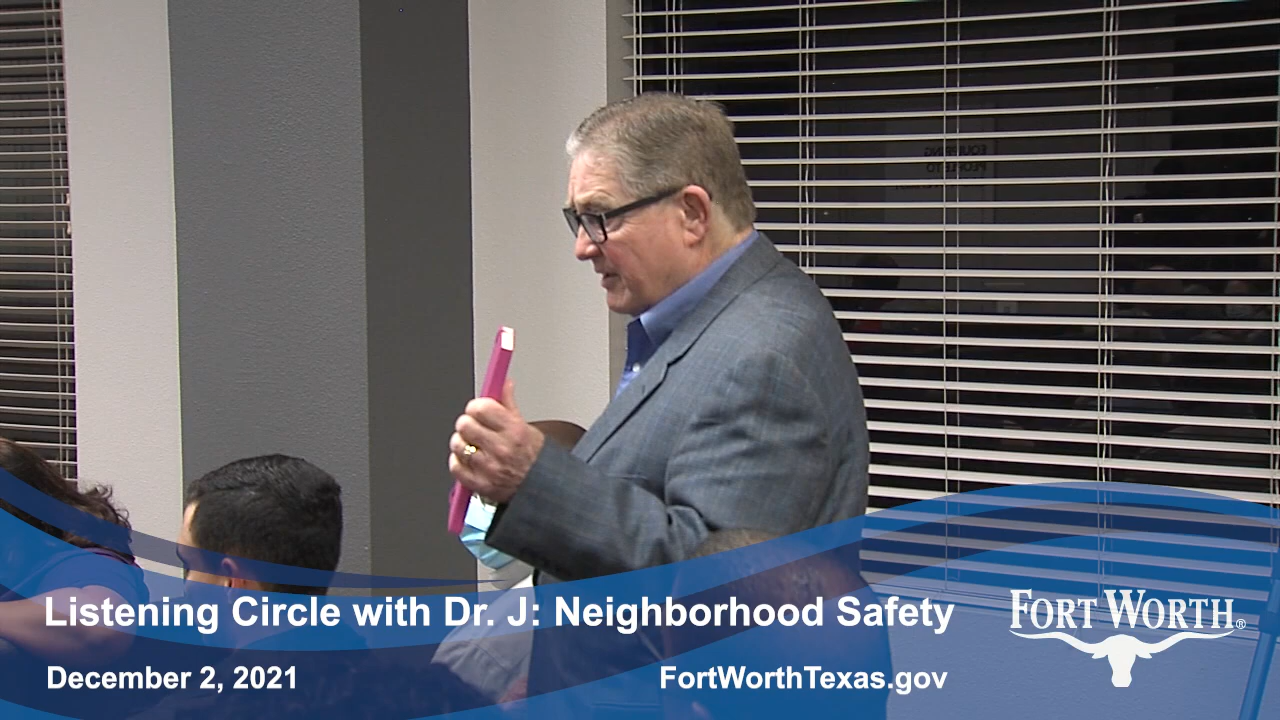 Listening Circle with Dr. J: Neighborhood Safety
December 2, 2021
FortWorthTexas.gov
FORT WORTH®